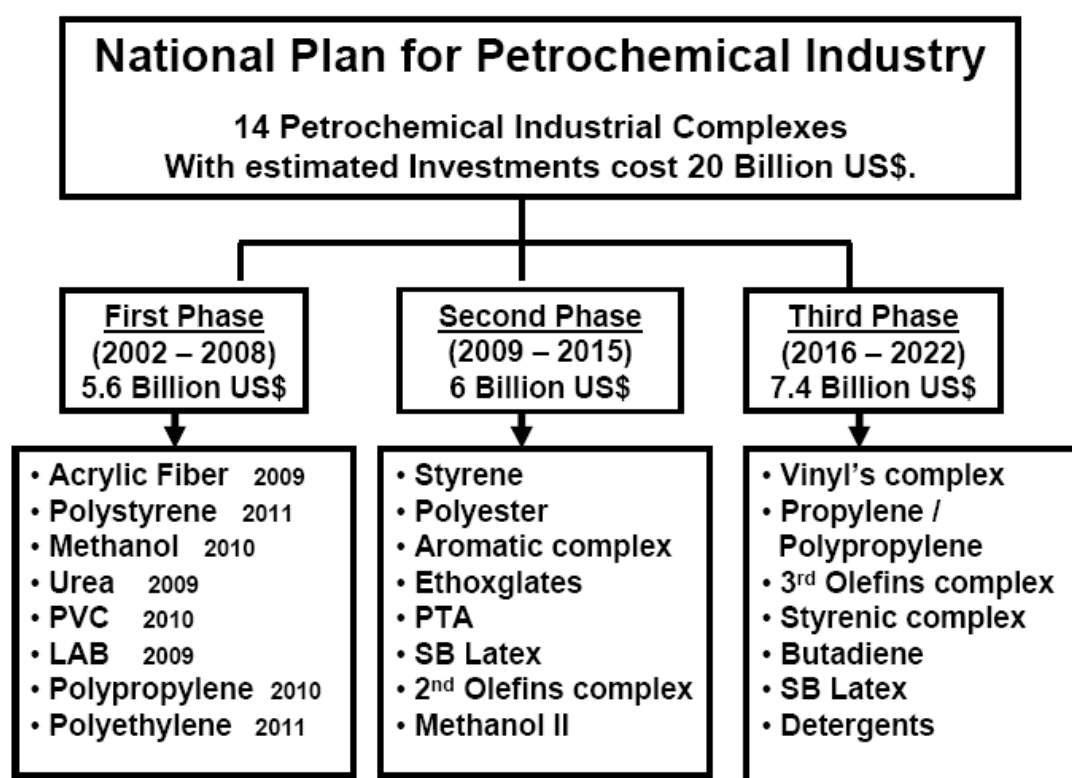 National Plan for Petrochemical Industry
14 Petrochemical Industrial Complexes
With estimated Investments cost 20 Billion US$.
First Phase
(2002 – 2008)
5.6 Billion US$
Second Phase
(2009 – 2015)
6 Billion US$
Third Phase
(2016 – 2022)
7.4 Billion US$
• Acrylic Fiber 2009
• Polystyrene 2011
• Methanol 2010
• Urea 2009
• PVC 2010
• LAB 2009
• Polypropylene 2010
• Polyethylene 2011
• Styrene
• Polyester
• Aromatic complex
• Ethoxglates
• PTA
• SB Latex
• 2nd Olefins complex
• Methanol II
• Vinyl's complex
• Propylene /
Polypropylene
• 3rd Olefins complex
• Styrenic complex
• Butadiene
• SB Latex
• Detergents